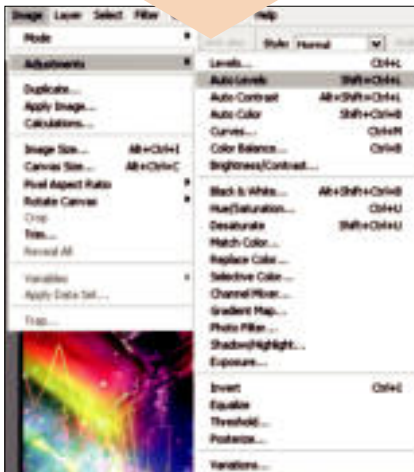 Image Layer Select Filter Help
Mode
Style: Normal
Adjustments
Duplicate...
Apply Image...
Calculations...
Image Size... Alt+Ctrl+I
Canvas Size... Alt+Ctrl+C
Pixel Aspect Ratio
Rotate Canvas
Crop
Trim...
Reveal All
Variables
Apply Data Set...
Trap...
Levels... Ctrl+L
Auto Levels Shift+Ctrl+L
Auto Contrast Alt+Shift+Ctrl+L
Auto Color Shift+Ctrl+B
Curves... Ctrl+M
Color Balance... Ctrl+B
Brightness/Contrast...
Black & White... Alt+Shift+Ctrl+B
Hue/Saturation... Ctrl+U
Desaturate Shift+Ctrl+U
Match Color...
Replace Color...
Selective Color...
Channel Mixer...
Gradient Map...
Photo Filter...
Shadow/Highlight...
Exposure...
Invert Ctrl+I
Equalize
Threshold...
Posterize...
Variations...